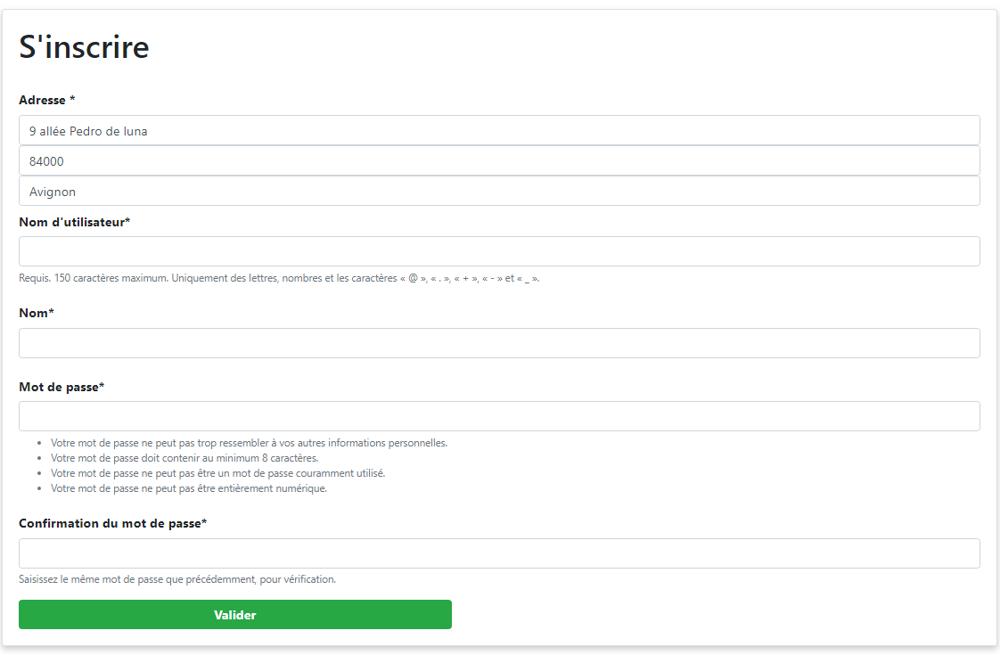 S'inscrire
Adresse *
9 allée Pedro de luna
84000
Avignon
Nom d'utilisateur*
Requis. 150 caractères maximum. Uniquement des lettres, nombres et les caractères « @ », « . », « + », « - » et « _ ».
Nom*
Mot de passe*
Votre mot de passe ne peut pas trop ressembler à vos autres informations personnelles.
Votre mot de passe doit contenir au minimum 8 caractères.
Votre mot de passe ne peut pas être un mot de passe couramment utilisé.
Votre mot de passe ne peut pas être entièrement numérique.
Confirmation du mot de passe*
Saisissez le même mot de passe que précédemment, pour vérification.
Valider